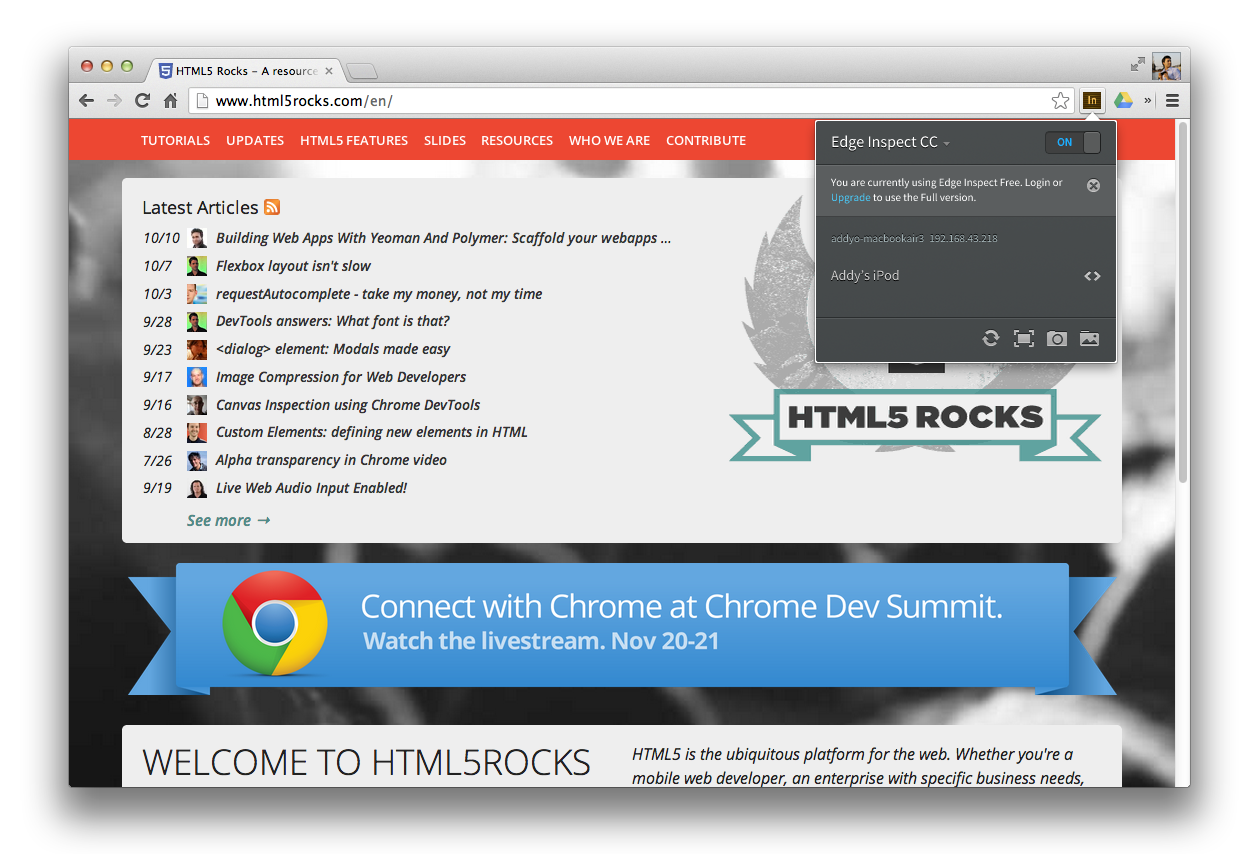 HTML5 Rocks – A resource
www.html5rocks.com/en/
In
»
TUTORIALS UPDATES HTML5 FEATURES SLIDES RESOURCES WHO WE ARE CONTRIBUTE
Edge Inspect CC
ON
You are currently using Edge Inspect Free. Login or
Upgrade to use the Full version.
addyo-macbookair3 192.168.43.218
Addy's iPod
Latest Articles
10/10 Building Web Apps With Yeoman And Polymer: Scaffold your webapps ...
10/7 Flexbox layout isn't slow
10/3 requestAutocomplete - take my money, not my time
9/28 DevTools answers: What font is that?
9/23 <dialog> element: Modals made easy
9/17 Image Compression for Web Developers
9/16 Canvas Inspection using Chrome DevTools
8/28 Custom Elements: defining new elements in HTML
7/26 Alpha transparency in Chrome video
9/19 Live Web Audio Input Enabled!
See more →
HTML5 ROCKS
Connect with Chrome at Chrome Dev Summit.
Watch the livestream. Nov 20-21
WELCOME TO HTML5ROCKS
HTML5 is the ubiquitous platform for the web. Whether you're a
mobile web developer, an enterprise with specific business needs,